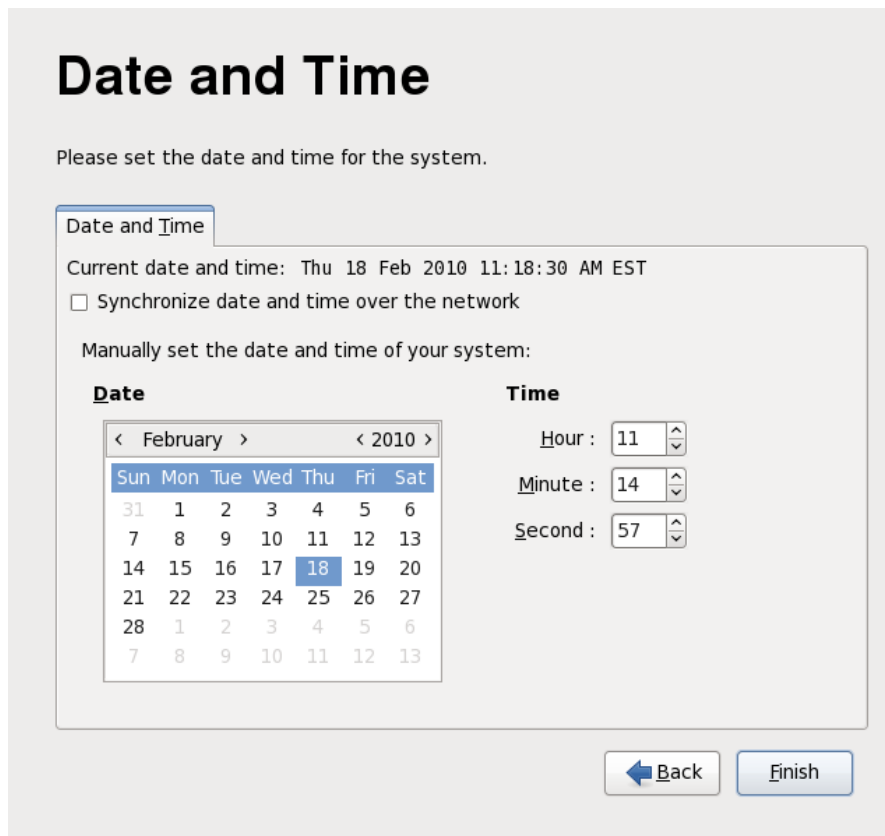 Date and Time
Please set the date and time for the system.
Date and Time
Current date and time: Thu 18 Feb 2010 11:18:30 AM EST
Synchronize date and time over the network
Manually set the date and time of your system:
Date
< February > < 2010 >
Sun Mon Tue Wed Thu Fri Sat
31 1 2 3 4 5 6
7 8 9 10 11 12 13
14 15 16 17 18 19 20
21 22 23 24 25 26 27
28 1 2 3 4 5 6
7 8 9 10 11 12 13
Time
Hour : 11
Minute : 14
Second : 57
Back
Finish